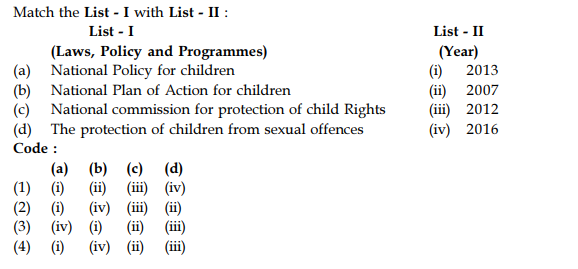 Match the List - I with List - II :
List - I List - II
(Laws, Policy and Programmes) (Year)
(a) National Policy for children (i) 2013
(b) National Plan of Action for children (ii) 2007
(c) National commission for protection of child Rights (iii) 2012
(d) The protection of children from sexual offences (iv) 2016
Code :
(a) (b) (c) (d)
(1) (i) (ii) (iii) (iv)
(2) (i) (iv) (iii) (ii)
(3) (iv) (i) (ii) (iii)
(4) (i) (iv) (ii) (iii)